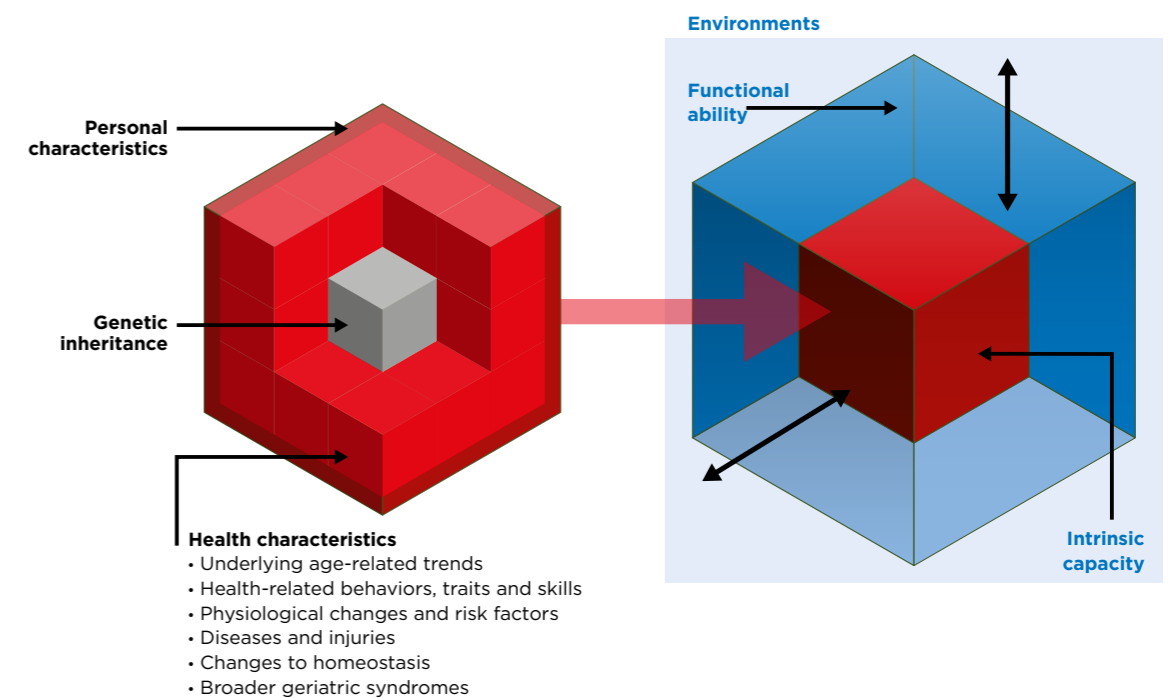 Environments
Functional
ability
Personal
characteristics
Genetic
inheritance
Health characteristics
• Underlying age-related trends
• Health-related behaviors, traits and skills
• Physiological changes and risk factors
• Diseases and injuries
• Changes to homeostasis
• Broader geriatric syndromes
Intrinsic
capacity